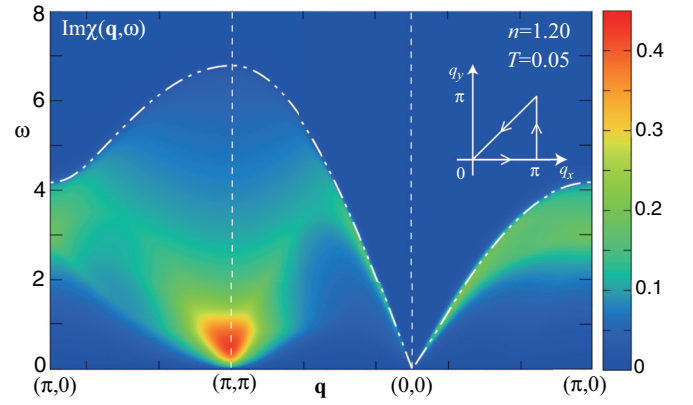 Imχ(q,ω)
n=1.20
T=0.05
8
6
ω
4
2
0
(π,0)
(π,π)
q
(0,0)
(π,0)
q_y
π
0
π
q_x
0.4
0.3
0.2
0.1
0